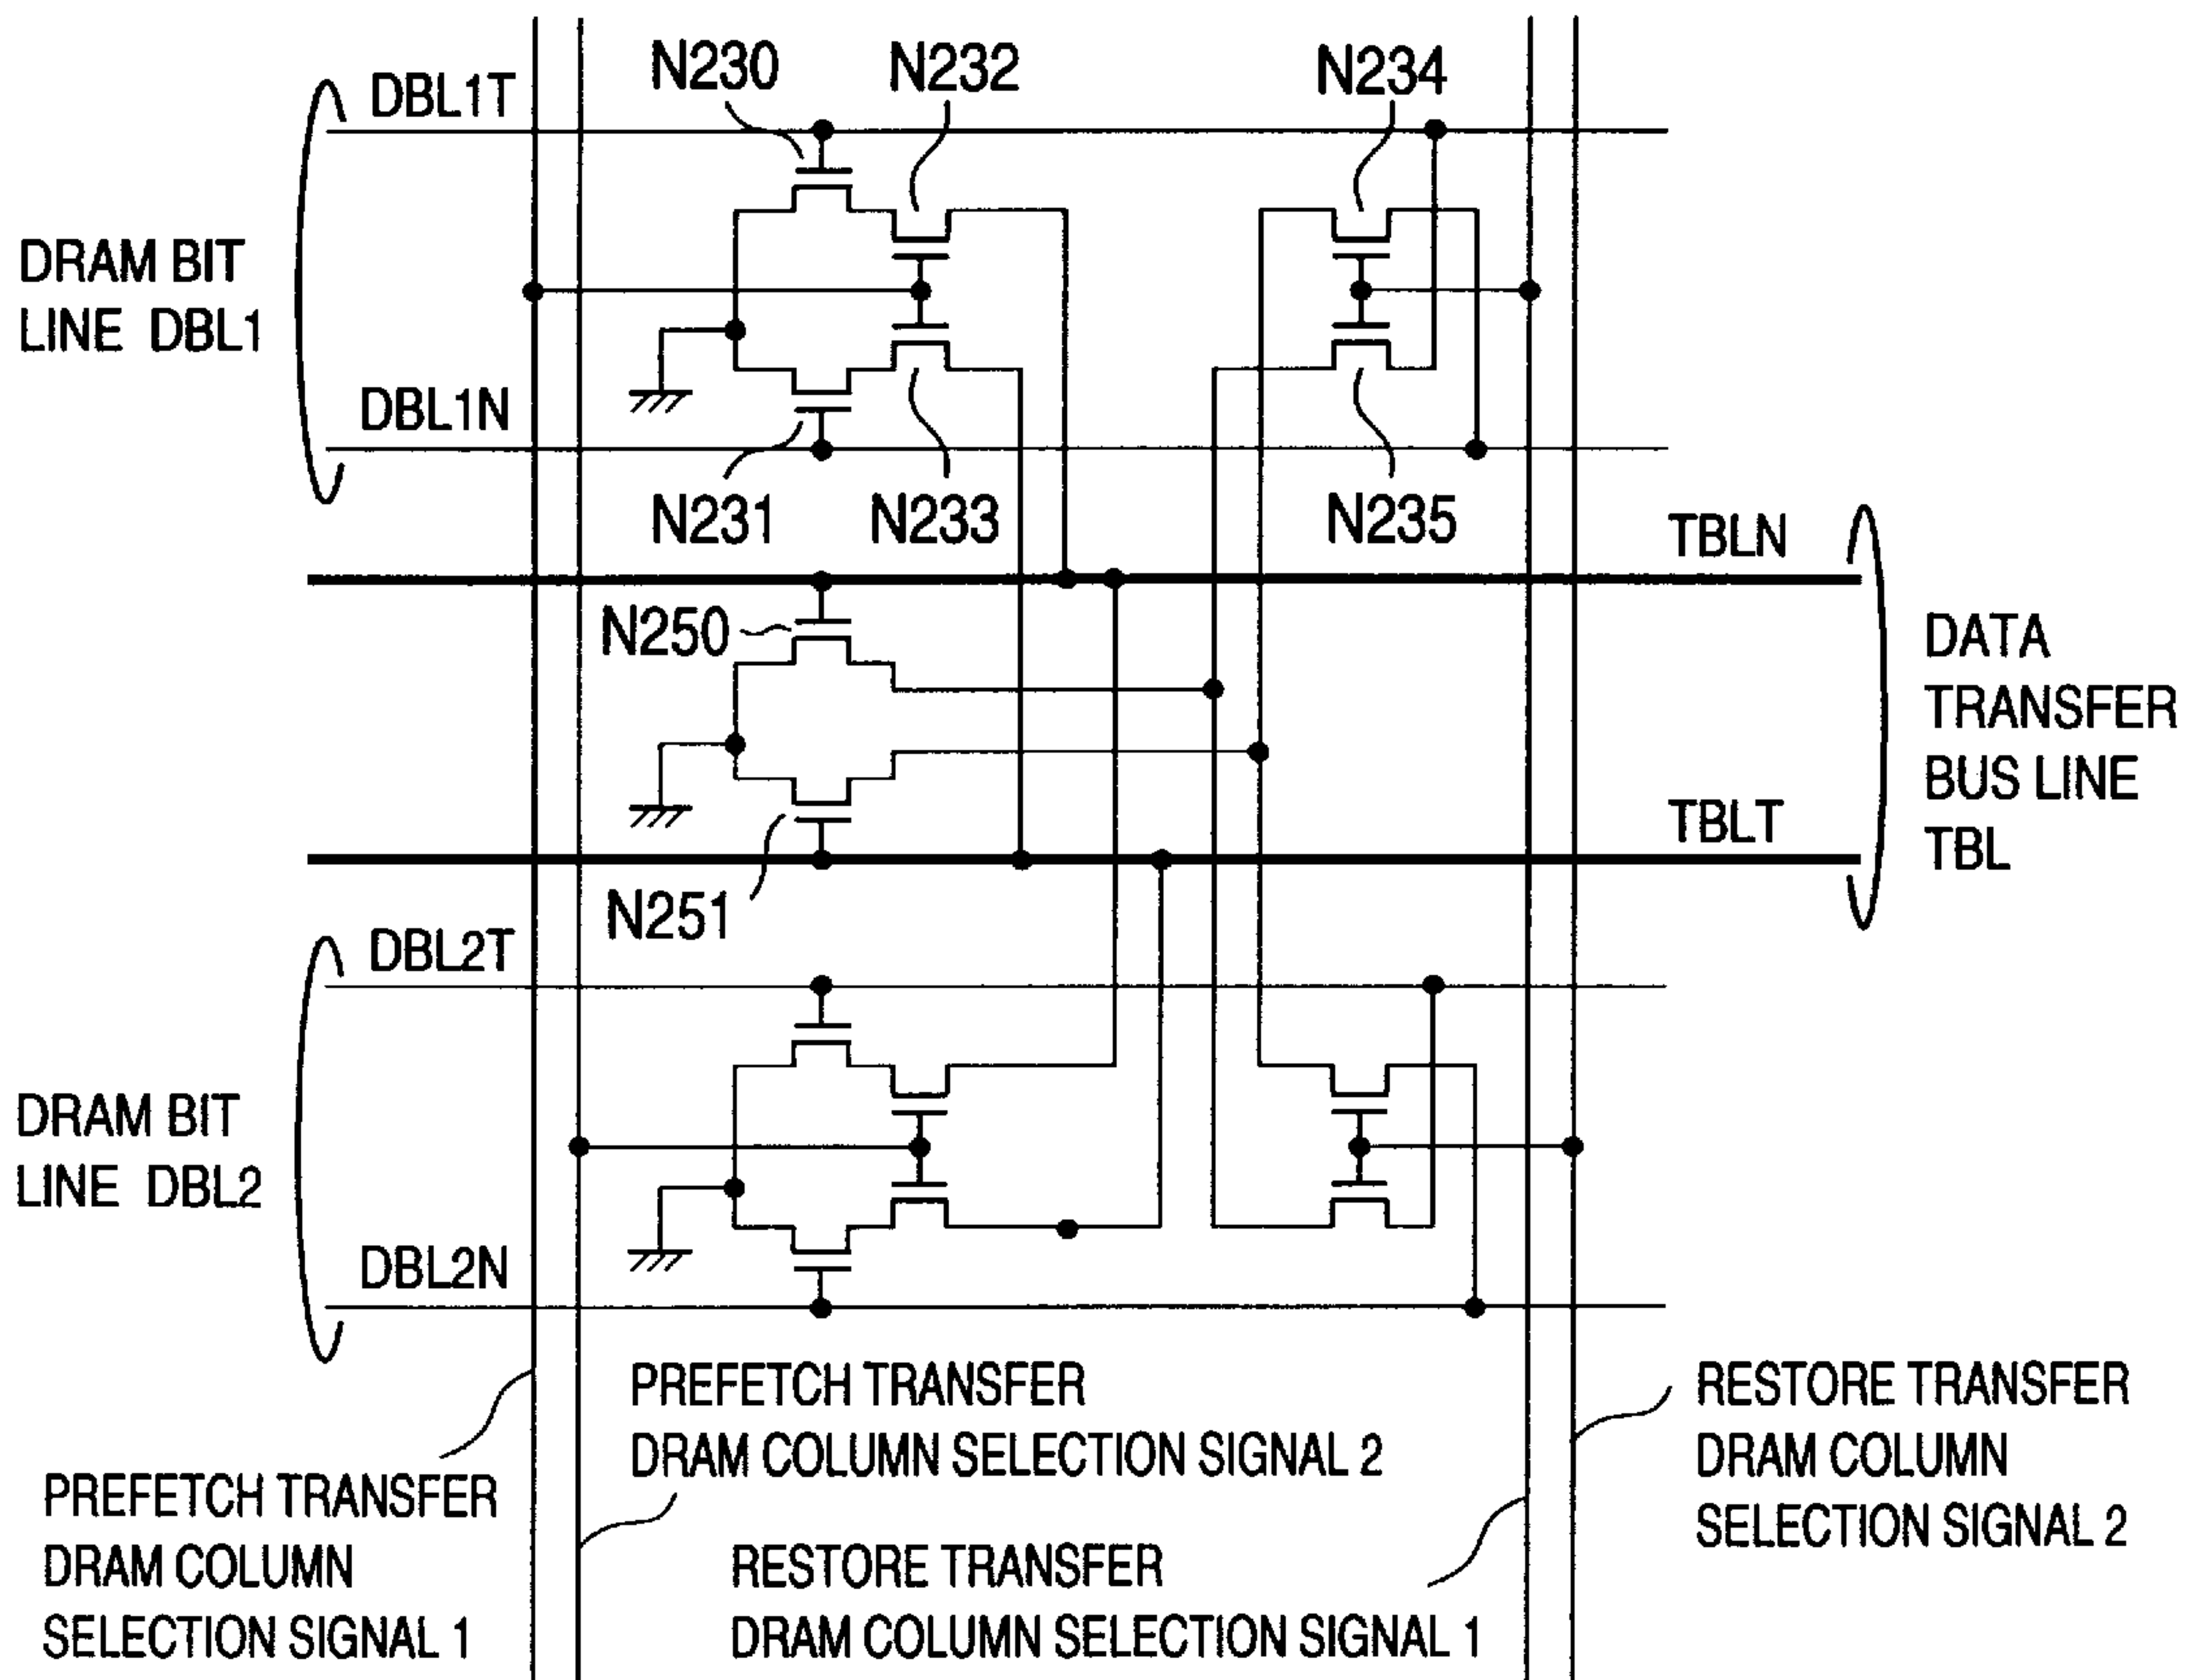 N230
N232
N234
DBL1T
DRAM BIT
LINE DBL1
DBL1N
N231
N233
N235
TBLN
N250
DATA
TRANSFER
BUS LINE
TBL
TBLT
N251
DBL2T
DRAM BIT
LINE DBL2
DBL2N
PREFETCH TRANSFER
DRAM COLUMN SELECTION SIGNAL 2
RESTORE TRANSFER
DRAM COLUMN
SELECTION SIGNAL 2
PREFETCH TRANSFER
DRAM COLUMN
SELECTION SIGNAL 1
RESTORE TRANSFER
DRAM COLUMN SELECTION SIGNAL 1